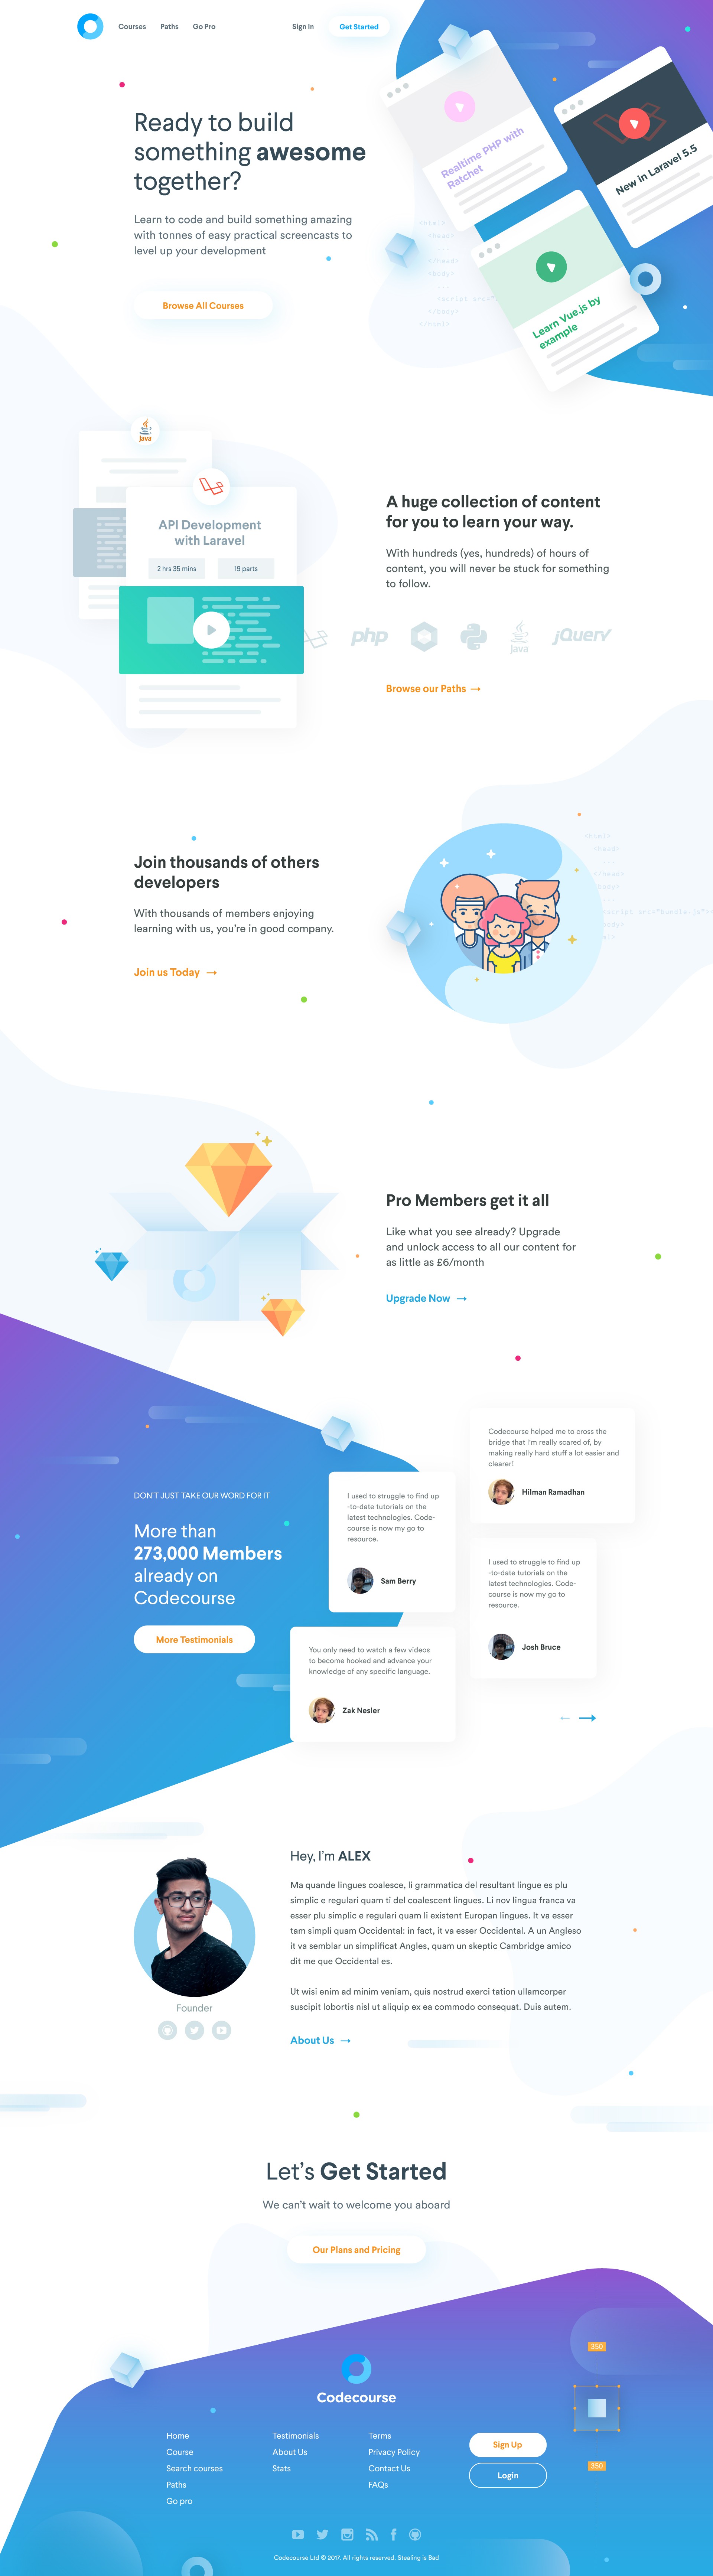 Courses Paths Go Pro Sign In Get Started
Ready to build
something awesome
together?
Learn to code and build something amazing
with tonnes of easy practical screencasts to
level up your development
Browse All Courses
Realtime PHP with
Ratchet
New in Laravel 5.5
Learn Vue.js by
example
<html>
<head>
...
</head>
<body>
...
<script src="
</body>
</html>
Java
API Development
with Laravel
2 hrs 35 mins 19 parts
A huge collection of content
for you to learn your way.
With hundreds (yes, hundreds) of hours of
content, you will never be stuck for something
to follow.
php Java jQuery
Browse our Paths →
Join thousands of others
developers
With thousands of members enjoying
learning with us, you're in good company.
Join us Today →
<html>
<head>
...
</head>
body>
...
script src="bundle.js"><
body>
ml>
Pro Members get it all
Like what you see already? Upgrade
and unlock access to all our content for
as little as £6/month
Upgrade Now →
DON'T JUST TAKE OUR WORD FOR IT
More than
273,000 Members
already on
Codecourse
More Testimonials
I used to struggle to find up
-to-date tutorials on the
latest technologies. Code-
course is now my go to
resource.
Sam Berry
Codecourse helped me to cross the
bridge that I'm really scared of, by
making really hard stuff a lot easier and
clearer!
Hilman Ramadhan
I used to struggle to find up
-to-date tutorials on the
latest technologies. Code-
course is now my go to
resource.
Josh Bruce
You only need to watch a few videos
to become hooked and advance your
knowledge of any specific language.
Zak Nesler
← →
Hey, I'm ALEX
Ma quande lingues coalesce, li grammatica del resultant lingue es plu
simplic e regulari quam ti del coalescent lingues. Li nov lingua franca va
esser plu simplic e regulari quam li existent Europan lingues. It va esser
tam simpli quam Occidental: in fact, it va esser Occidental. A un Angleso
it va semblar un simplificat Angles, quam un skeptic Cambridge amico
dit me que Occidental es.
Ut wisi enim ad minim veniam, quis nostrud exerci tation ullamcorper
suscipit lobortis nisl ut aliquip ex ea commodo consequat. Duis autem.
Founder
About Us →
Let's Get Started
We can't wait to welcome you aboard
Our Plans and Pricing
350
350
Codecourse
Home
Course
Search courses
Paths
Go pro
Testimonials
About Us
Stats
Terms
Privacy Policy
Contact Us
FAQs
Sign Up
Login
Codecourse Ltd © 2017. All rights reserved. Stealing is Bad